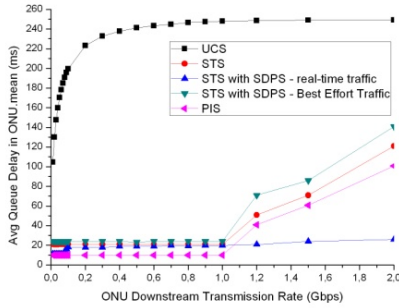 260
240
220
200
180
160
140
120
100
80
60
40
20
0
Avg Queue Delay in ONU.mean (ms)
UCS
STS
STS with SDPS - real-time traffic
STS with SDPS - Best Effort Traffic
PIS
0,0 0,2 0,4 0,6 0,8 1,0 1,2 1,4 1,6 1,8 2,0
ONU Downstream Transmission Rate (Gbps)